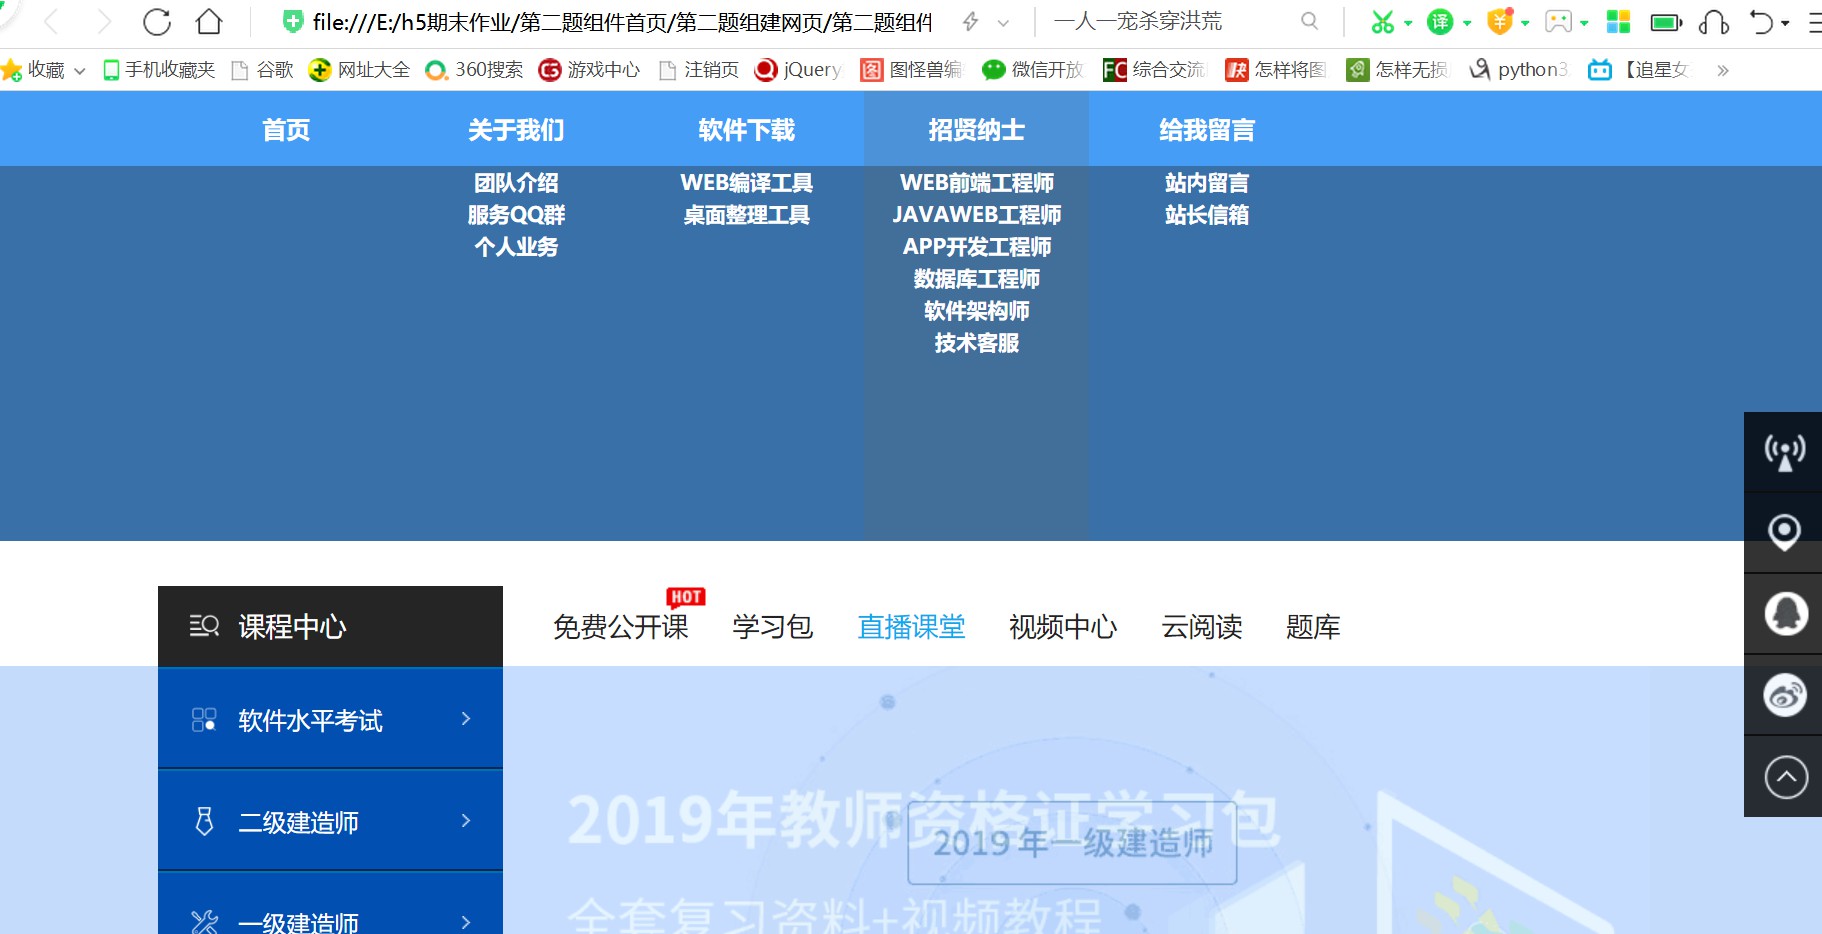 file:///E:/h5期末作业/第二题组件首页/第二题组建网页/第二题组件
一人一宠杀穿洪荒
译
收藏 手机收藏夹 谷歌 网址大全 360搜索 游戏中心 注销页 jQuery 图怪兽编 微信开放 FC 综合交流 快 怎样将图 怎样无损 python3 【追星女 »
首页 关于我们 软件下载 招贤纳士 给我留言
团队介绍 WEB编译工具 WEB前端工程师 站内留言
服务QQ群 桌面整理工具 JAVAWEB工程师 站长信箱
个人业务 APP开发工程师
数据库工程师
软件架构师
技术客服
HOT
课程中心 免费公开课 学习包 直播课堂 视频中心 云阅读 题库
软件水平考试
二级建造师
一级建造师
2019年教师资格证学习包
2019年一级建造师
全套复习资料+视频教程